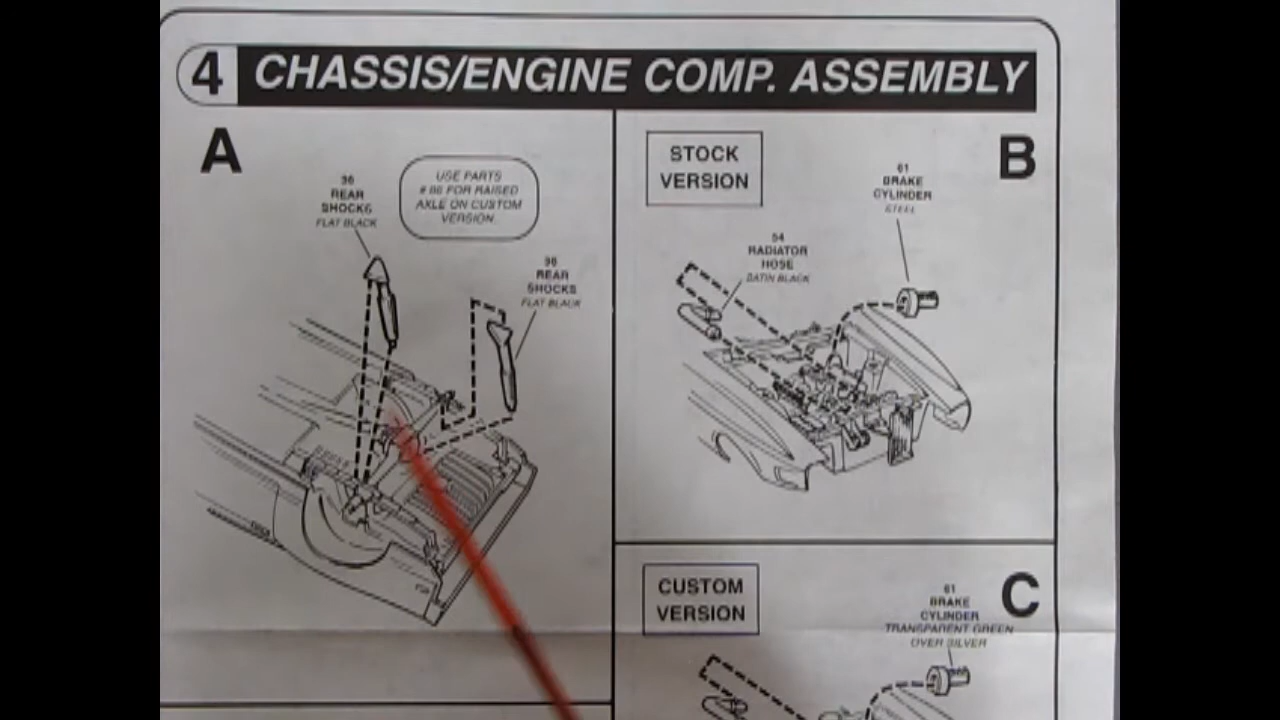 4 CHASSIS/ENGINE COMP. ASSEMBLY
A
REAR
SHOCKS
FLAT BLACK
USE PARTS
# 86 FOR RAISED
AXLE ON CUSTOM
VERSION.
REAR
SHOCKS
FLAT BLACK
B
STOCK
VERSION
54
RADIATOR
HOSE
SATIN BLACK
61
BRAKE
CYLINDER
STEEL
C
CUSTOM
VERSION
61
BRAKE
CYLINDER
TRANSPARENT GREEN
OVER SILVER